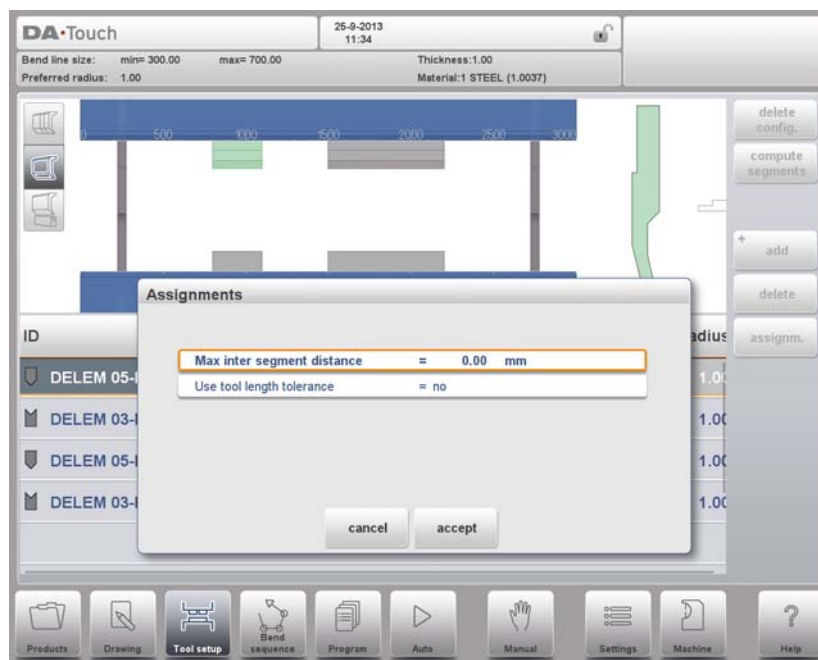 DA·Touch
25-9-2013
11:34
Bend line size: min= 300.00 max= 700.00 Thickness:1.00
Preferred radius: 1.00 Material:1 STEEL (1.0037)
0 500 1000 1500 2000 2500 3000
delete
config.
compute
segments
+ add
delete
assignm.
Assignments
Max inter segment distance = 0.00 mm
Use tool length tolerance = no
cancel accept
ID adius
DELEM 05-I 1.00
DELEM 03-I 1.00
DELEM 05-I 1.00
DELEM 03-I 1.00
Products Drawing Tool setup Bend
sequence Program Auto Manual Settings Machine ? Help